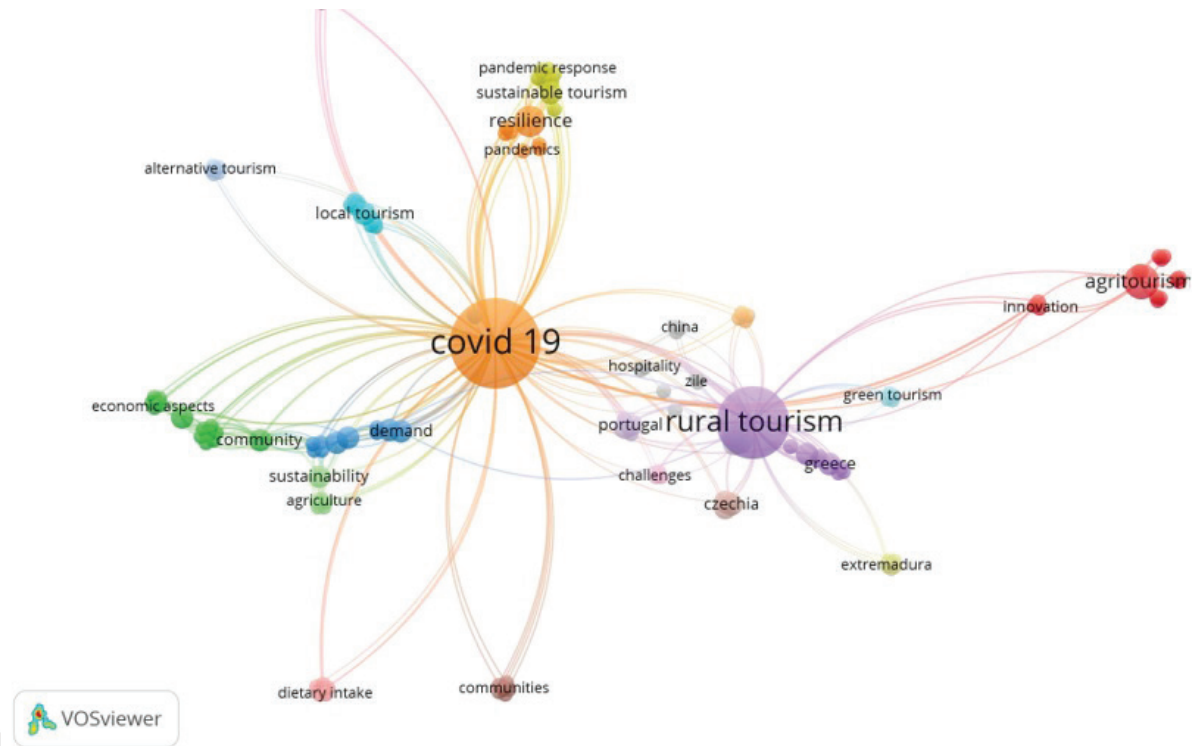 pandemic response
sustainable tourism
resilience
pandemics
alternative tourism
local tourism
agritourism
innovation
china
covid 19
hospitality
zile
green tourism
economic aspects
portugal
rural tourism
demand
community
greece
sustainability
challenges
agriculture
czechia
extremadura
dietary intake
communities
VOSviewer